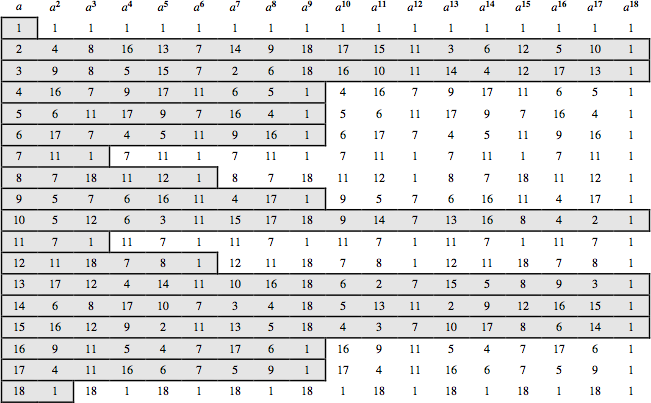 a a² a³ a⁴ a⁵ a⁶ a⁷ a⁸ a⁹ a¹⁰ a¹¹ a¹² a¹³ a¹⁴ a¹⁵ a¹⁶ a¹⁷ a¹⁸
1 1 1 1 1 1 1 1 1 1 1 1 1 1 1 1 1 1
2 4 8 16 13 7 14 9 18 17 15 11 3 6 12 5 10 1
3 9 8 5 15 7 2 6 18 16 10 11 14 4 12 17 13 1
4 16 7 9 17 11 6 5 1 4 16 7 9 17 11 6 5 1
5 6 11 17 9 7 16 4 1 5 6 11 17 9 7 16 4 1
6 17 7 4 5 11 9 16 1 6 17 7 4 5 11 9 16 1
7 11 1 7 11 1 7 11 1 7 11 1 7 11 1 7 11 1
8 7 18 11 12 1 8 7 18 11 12 1 8 7 18 11 12 1
9 5 7 6 16 11 4 17 1 9 5 7 6 16 11 4 17 1
10 5 12 6 3 11 15 17 18 9 14 7 13 16 8 4 2 1
11 7 1 11 7 1 11 7 1 11 7 1 11 7 1 11 7 1
12 11 18 7 8 1 12 11 18 7 8 1 12 11 18 7 8 1
13 17 12 4 14 11 10 16 18 6 2 7 15 5 8 9 3 1
14 6 8 17 10 7 3 4 18 5 13 11 2 9 12 16 15 1
15 16 12 9 2 11 13 5 18 4 3 7 10 17 8 6 14 1
16 9 11 5 4 7 17 6 1 16 9 11 5 4 7 17 6 1
17 4 11 16 6 7 5 9 1 17 4 11 16 6 7 5 9 1
18 1 18 1 18 1 18 1 18 1 18 1 18 1 18 1 18 1